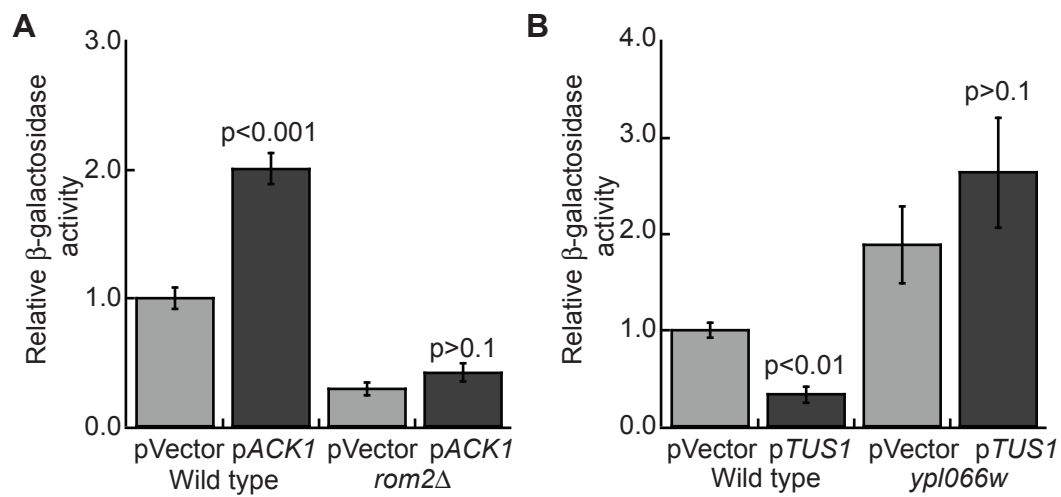 A
Relative β-galactosidase
activity
3.0
2.0
1.0
0.0
p<0.001
p>0.1
pVector pACK1 pVector pACK1
Wild type rom2Δ
B
Relative β-galactosidase
activity
4.0
3.0
2.0
1.0
0.0
p>0.1
p<0.01
pVector pTUS1 pVector pTUS1
Wild type ypl066w